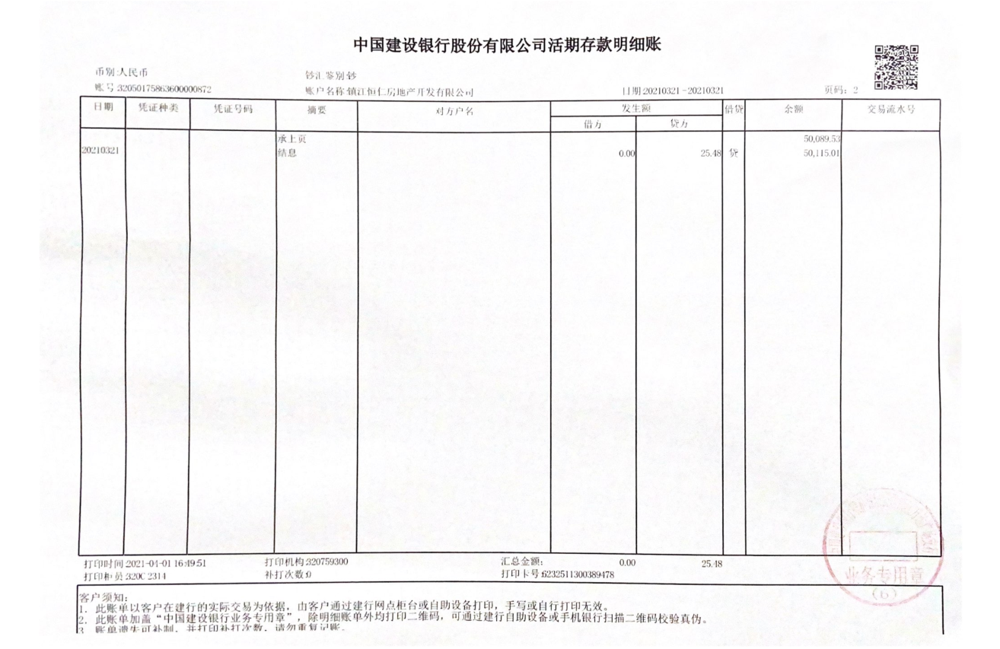 中国建设银行股份有限公司活期存款明细账
币别:人民币 钞汇鉴别:钞
账号:32050175863600000872 账户名称:镇江恒仁房地产开发有限公司 日期:20210321-20210321 页码：2
日期 凭证种类 凭证号码 摘要 对方户名 发生额 借贷 余额 交易流水号
借方 贷方
承上页 50,089.53
20210321 结息 0.00 25.48 贷 50,115.01
打印时间:2021-04-01 16:49:51 打印机构:320759300 汇总金额： 0.00 25.48
打印柜员:320C 2314 补打次数:0 打印卡号:6232511300389478
业务专用章
(6)
客户须知:
1. 此账单以客户在建行的实际交易为依据，由客户通过建行网点柜台或自助设备打印，手写或自行打印无效。
2. 此账单加盖“中国建设银行业务专用章”，除明细账单外均打印二维码，可通过建行自助设备或手机银行扫描二维码校验真伪。
3. 账单遗失可补制，并打印补打次数，请勿重复记账。